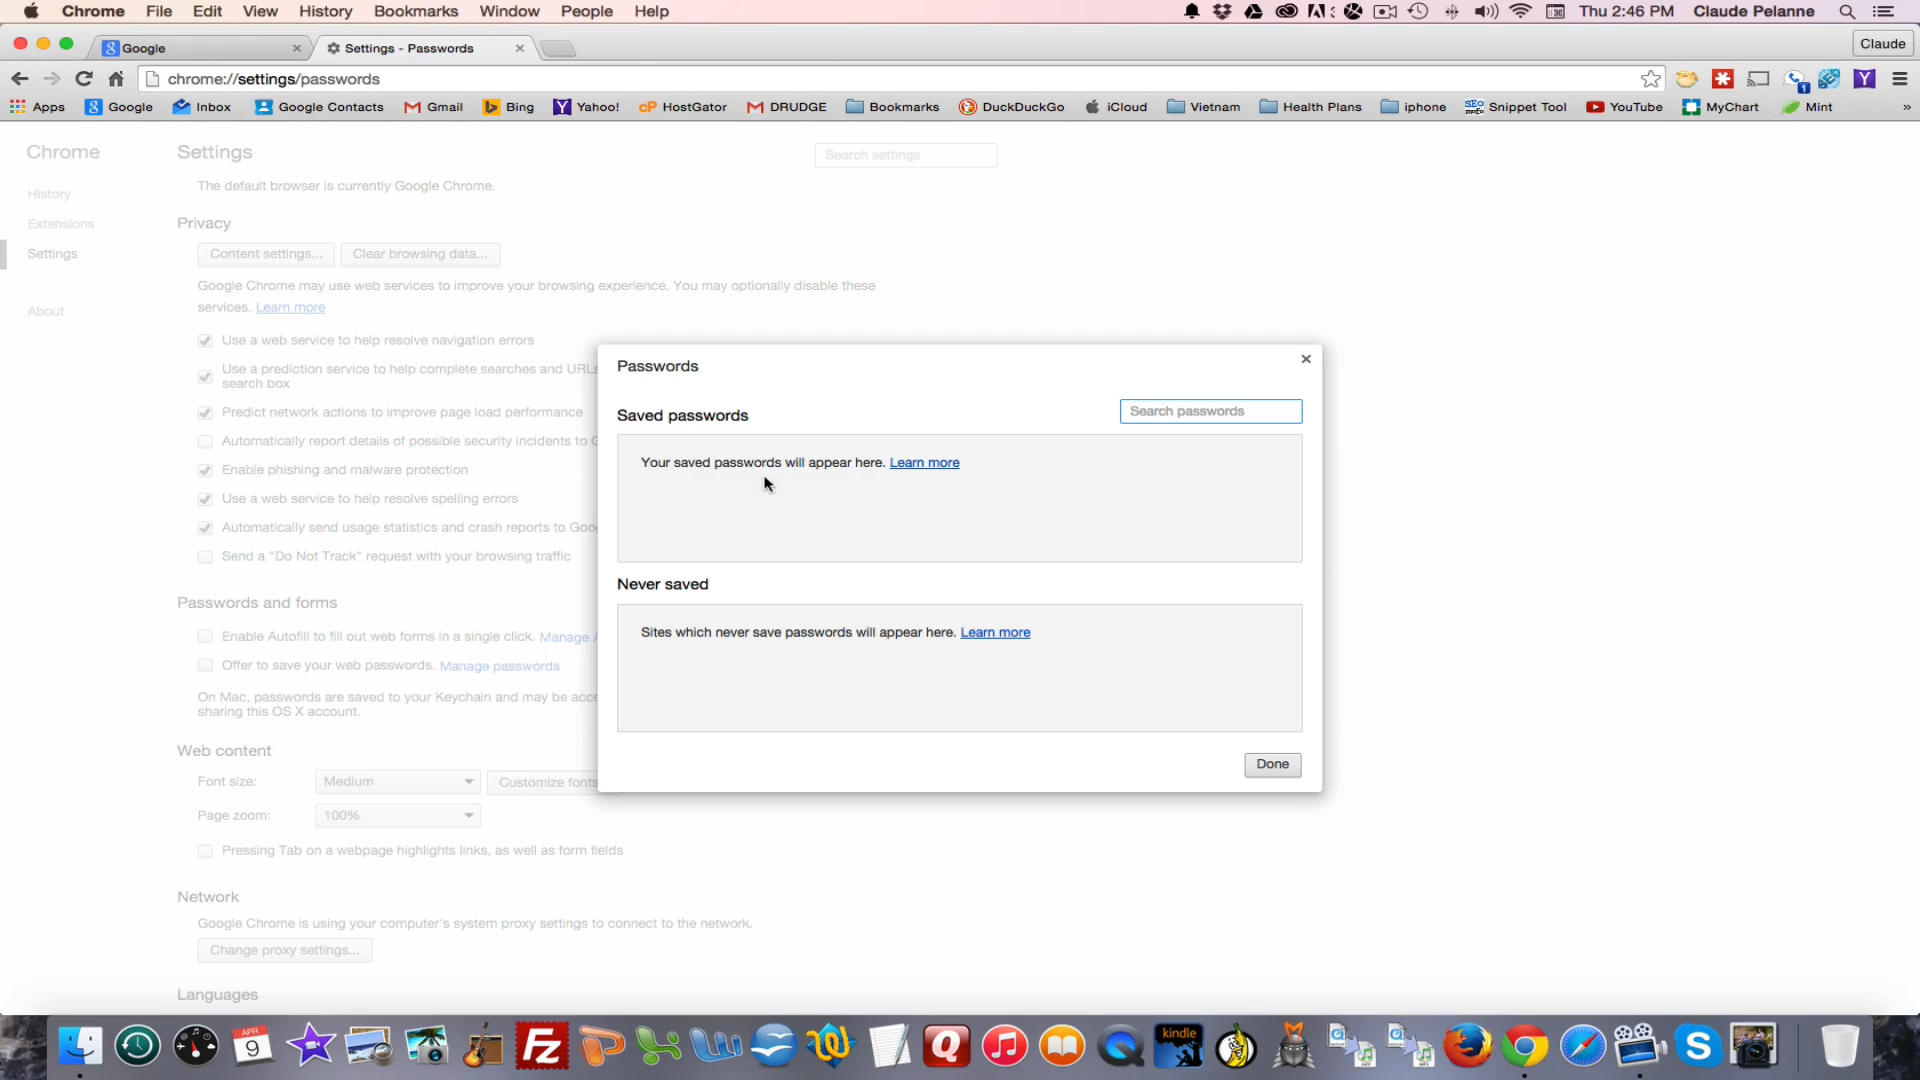 Chrome File Edit View History Bookmarks Window People Help Thu 2:46 PM Claude Pelanne
Google Settings - Passwords Claude
chrome://settings/passwords
Apps Google Inbox Google Contacts Gmail Bing Yahoo! HostGator DRUDGE Bookmarks DuckDuckGo iCloud Vietnam Health Plans iphone Snippet Tool YouTube MyChart Mint »
Chrome
Settings
Search settings
History
Extensions
Settings
About
The default browser is currently Google Chrome.
Privacy
Content settings... Clear browsing data...
Google Chrome may use web services to improve your browsing experience. You may optionally disable these
services. Learn more
Use a web service to help resolve navigation errors
Use a prediction service to help complete searches and URLs
search box
Predict network actions to improve page load performance
Automatically report details of possible security incidents to G
Enable phishing and malware protection
Use a web service to help resolve spelling errors
Automatically send usage statistics and crash reports to Goo
Send a "Do Not Track" request with your browsing traffic
Passwords and forms
Enable Autofill to fill out web forms in a single click. Manage A
Offer to save your web passwords. Manage passwords
On Mac, passwords are saved to your Keychain and may be acce
sharing this OS X account.
Web content
Font size: Medium Customize fonts
Page zoom: 100%
Pressing Tab on a webpage highlights links, as well as form fields
Network
Google Chrome is using your computer's system proxy settings to connect to the network.
Change proxy settings...
Languages
Passwords
Saved passwords
Search passwords
Your saved passwords will appear here. Learn more
Never saved
Sites which never save passwords will appear here. Learn more
Done
APR
9
Fz
kindle